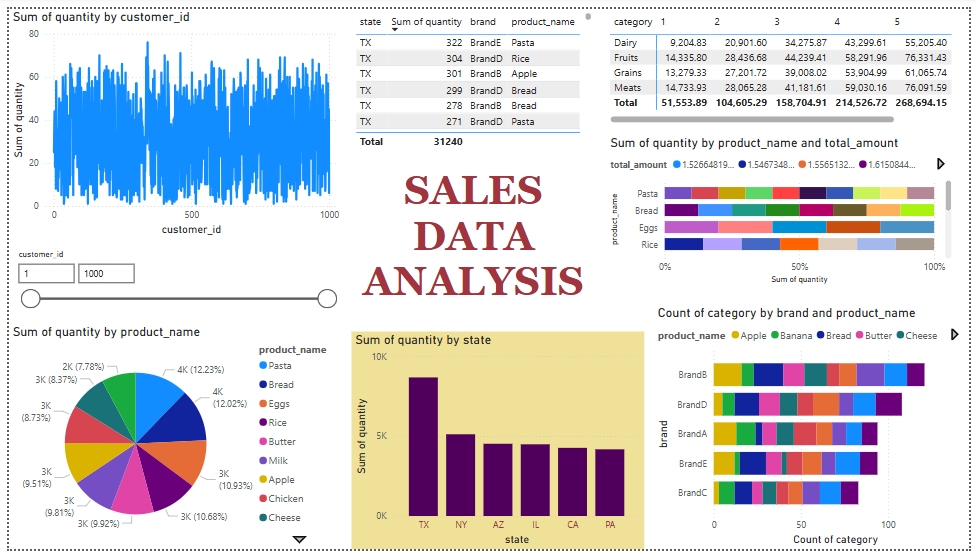 Sum of quantity by customer_id
Sum of quantity
80
60
40
20
0
0 500 1000
customer_id
customer_id
1 1000
state Sum of quantity brand product_name
TX 322 BrandE Pasta
TX 304 BrandD Rice
TX 301 BrandB Apple
TX 299 BrandD Bread
TX 278 BrandB Bread
TX 271 BrandD Pasta
Total 31240
category 1 2 3 4 5
Dairy 9,204.83 20,901.60 34,275.87 43,299.61 55,205.40
Fruits 14,335.80 28,436.68 44,239.41 58,291.96 76,331.43
Grains 13,279.33 27,201.72 39,008.02 53,904.99 61,065.74
Meats 14,733.93 28,065.28 41,181.61 59,030.16 76,091.59
Total 51,553.89 104,605.29 158,704.91 214,526.72 268,694.15
SALES
DATA
ANALYSIS
Sum of quantity by product_name and total_amount
total_amount 1.52664819... 1.5467348... 1.5565132... 1.6150844...
product_name
Pasta
Bread
Eggs
Rice
0% 50% 100%
Sum of quantity
Sum of quantity by product_name
2K (7.78%)
3K (8.37%)
3K
(8.73%)
3K
(9.51%)
3K
(9.81%)
3K (9.92%)
3K (10.68%)
3K
(10.93%)
4K
(12.02%)
4K (12.23%)
product_name
Pasta
Bread
Eggs
Rice
Butter
Milk
Apple
Chicken
Cheese
Sum of quantity by state
Sum of quantity
10K
5K
0K
TX NY AZ IL CA PA
state
Count of category by brand and product_name
product_name Apple Banana Bread Butter Cheese
brand
BrandB
BrandD
BrandA
BrandE
BrandC
0 50 100
Count of category